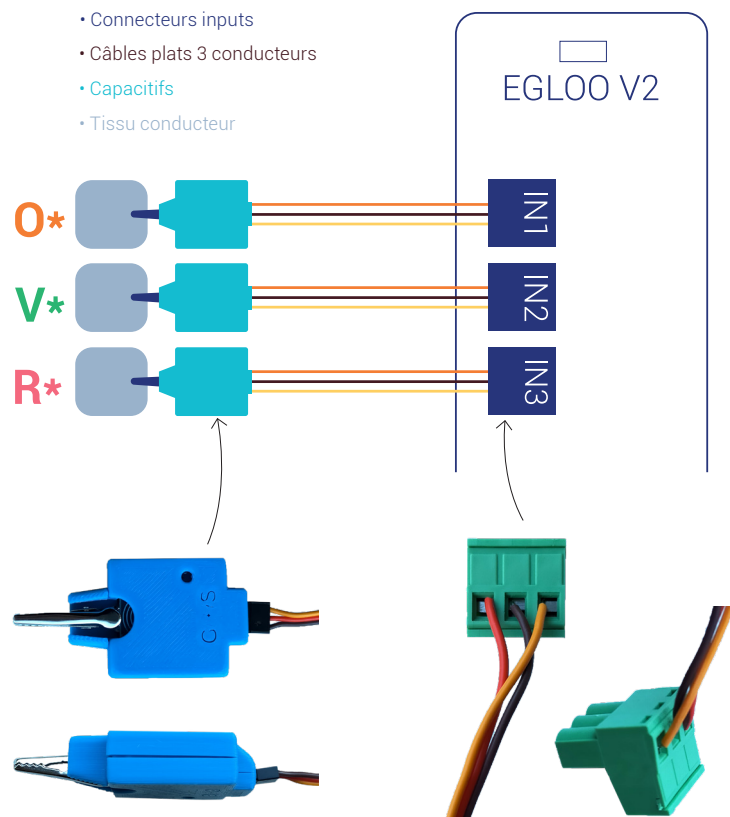 • Connecteurs inputs
• Câbles plats 3 conducteurs
• Capacitifs
• Tissu conducteur
EGLOO V2
O*
IN1
V*
IN2
R*
IN3